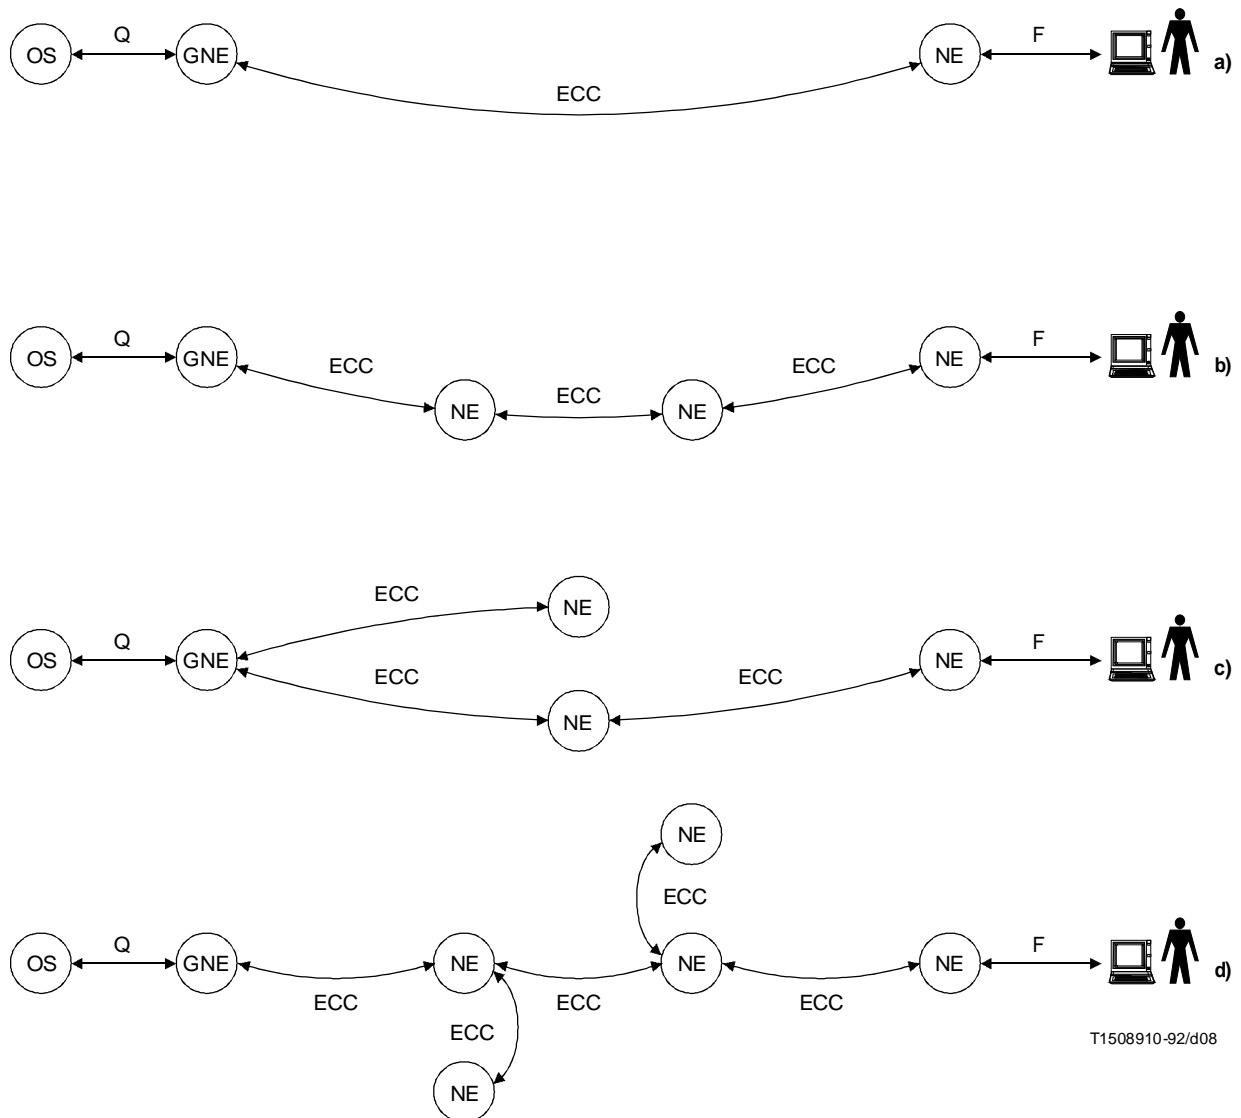 OS Q GNE ECC NE F a)
OS Q GNE ECC NE ECC NE ECC NE F b)
ECC NE
OS Q GNE ECC NE ECC NE F c)
NE
ECC
OS Q GNE ECC NE ECC NE ECC NE F d)
ECC
NE
T1508910-92/d08